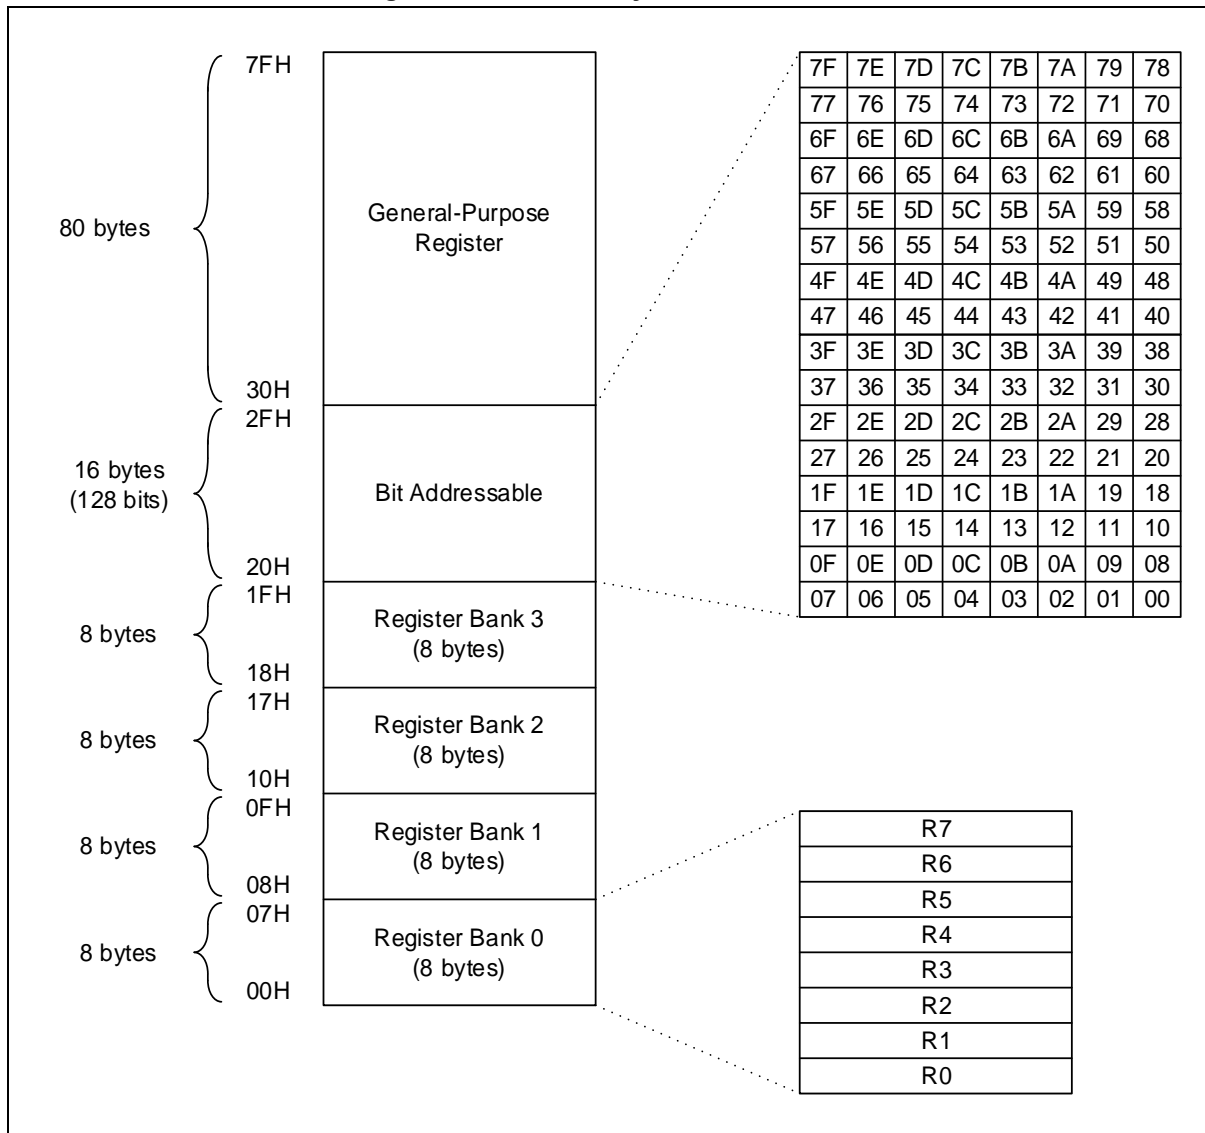 7FH
80 bytes
General-Purpose
Register
30H
2FH
16 bytes
(128 bits)
Bit Addressable
20H
1FH
8 bytes
Register Bank 3
(8 bytes)
18H
17H
8 bytes
Register Bank 2
(8 bytes)
10H
0FH
8 bytes
Register Bank 1
(8 bytes)
08H
07H
8 bytes
Register Bank 0
(8 bytes)
00H
7F 7E 7D 7C 7B 7A 79 78
77 76 75 74 73 72 71 70
6F 6E 6D 6C 6B 6A 69 68
67 66 65 64 63 62 61 60
5F 5E 5D 5C 5B 5A 59 58
57 56 55 54 53 52 51 50
4F 4E 4D 4C 4B 4A 49 48
47 46 45 44 43 42 41 40
3F 3E 3D 3C 3B 3A 39 38
37 36 35 34 33 32 31 30
2F 2E 2D 2C 2B 2A 29 28
27 26 25 24 23 22 21 20
1F 1E 1D 1C 1B 1A 19 18
17 16 15 14 13 12 11 10
0F 0E 0D 0C 0B 0A 09 08
07 06 05 04 03 02 01 00
R7
R6
R5
R4
R3
R2
R1
R0